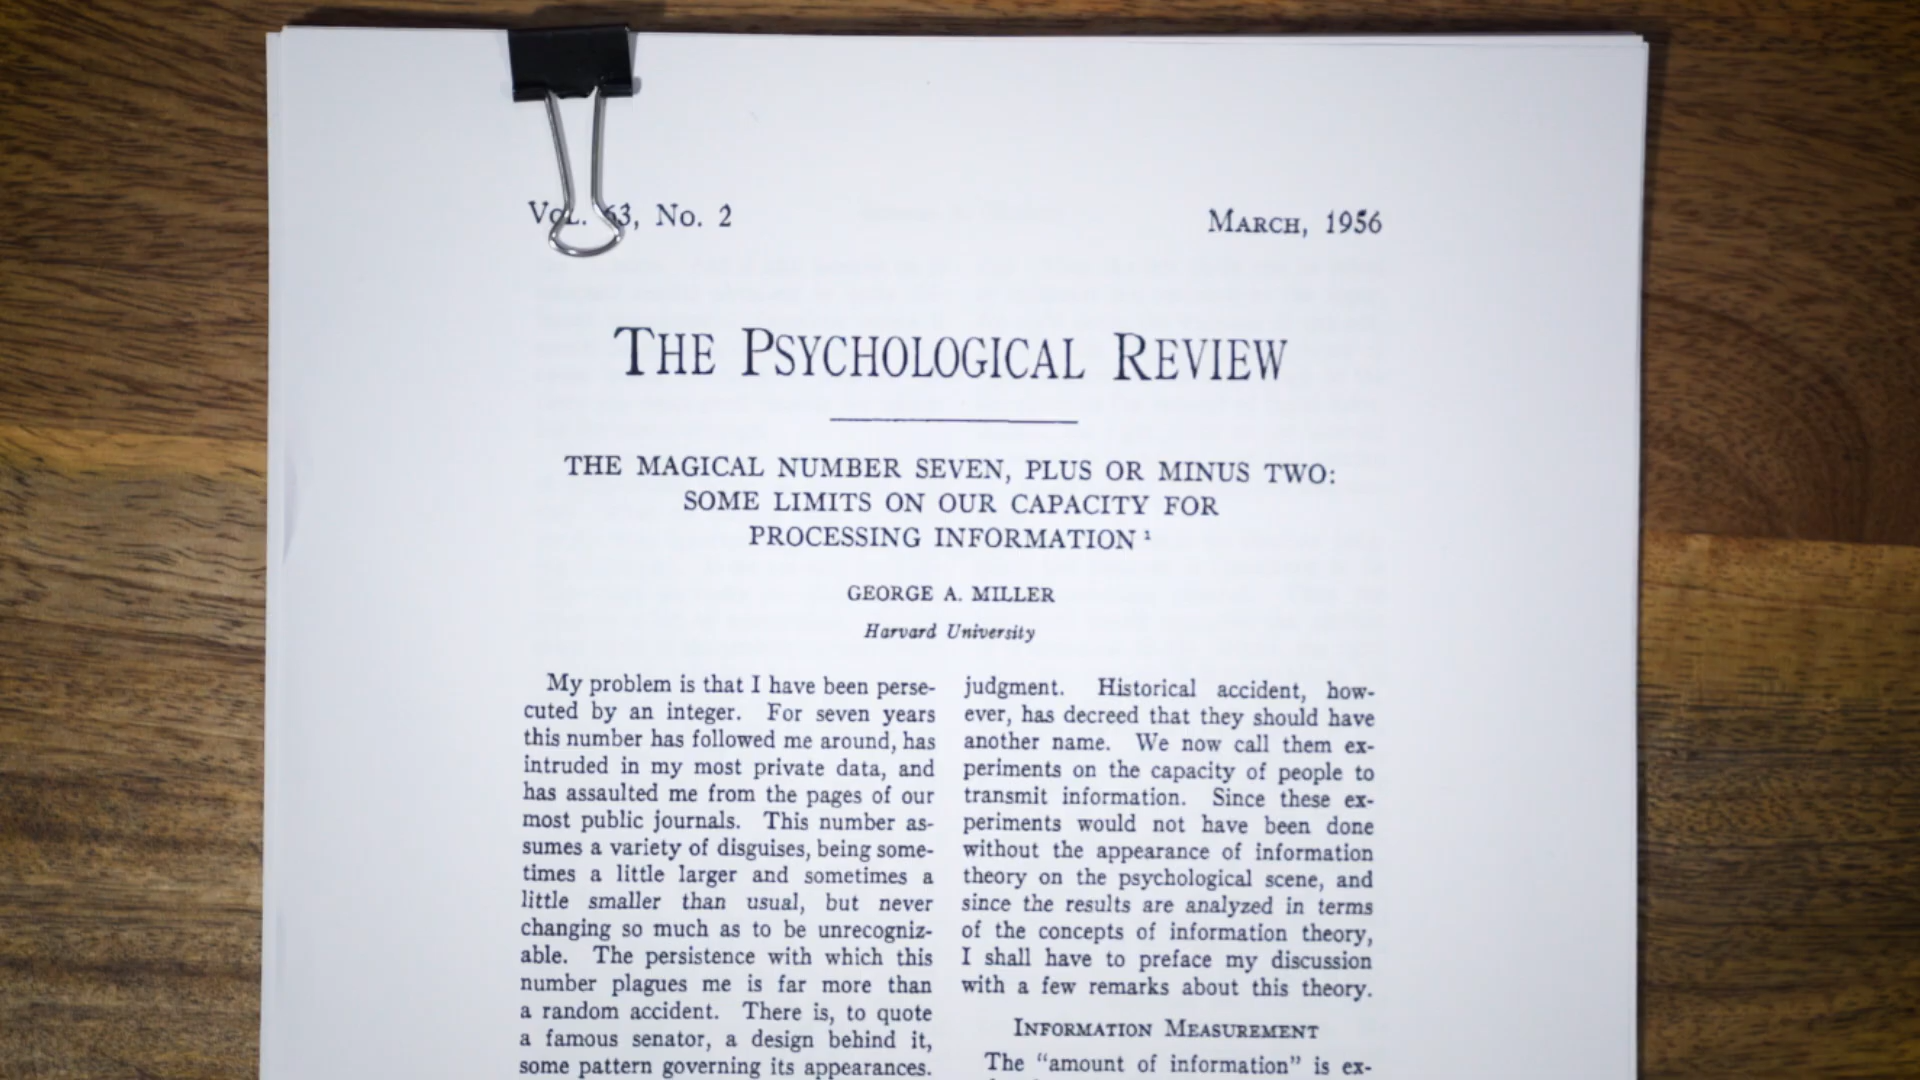 Vol. 63, No. 2
March, 1956
The Psychological Review
THE MAGICAL NUMBER SEVEN, PLUS OR MINUS TWO:
SOME LIMITS ON OUR CAPACITY FOR
PROCESSING INFORMATION ¹
GEORGE A. MILLER
Harvard University
My problem is that I have been perse-
cuted by an integer. For seven years
this number has followed me around, has
intruded in my most private data, and
has assaulted me from the pages of our
most public journals. This number as-
sumes a variety of disguises, being some-
times a little larger and sometimes a
little smaller than usual, but never
changing so much as to be unrecogniz-
able. The persistence with which this
number plagues me is far more than
a random accident. There is, to quote
a famous senator, a design behind it,
some pattern governing its appearances.
judgment. Historical accident, how-
ever, has decreed that they should have
another name. We now call them ex-
periments on the capacity of people to
transmit information. Since these ex-
periments would not have been done
without the appearance of information
theory on the psychological scene, and
since the results are analyzed in terms
of the concepts of information theory,
I shall have to preface my discussion
with a few remarks about this theory.
Information Measurement
The “amount of information” is ex-